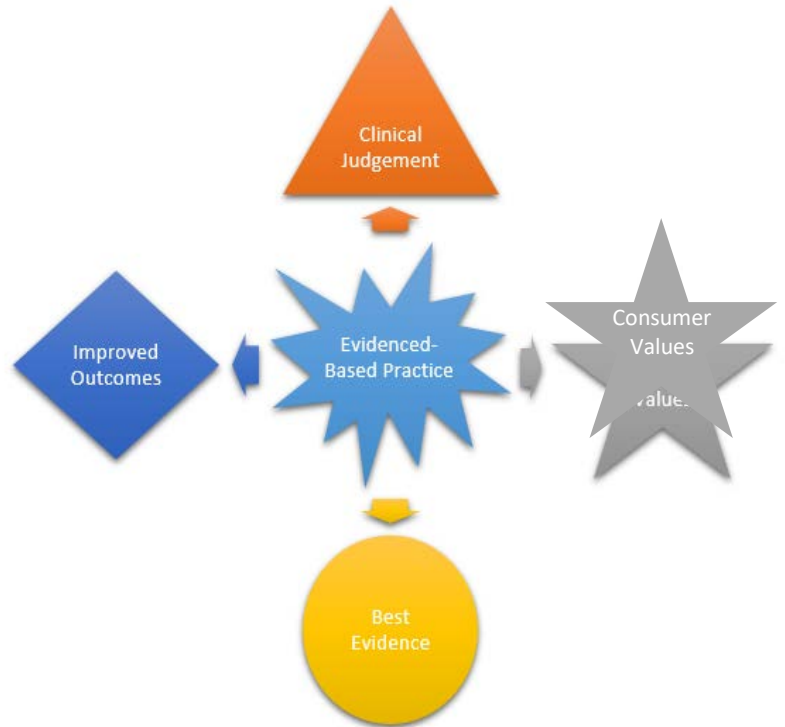 Clinical
Judgement
Improved
Outcomes
Evidenced-
Based Practice
Consumer
Values
Best
Evidence